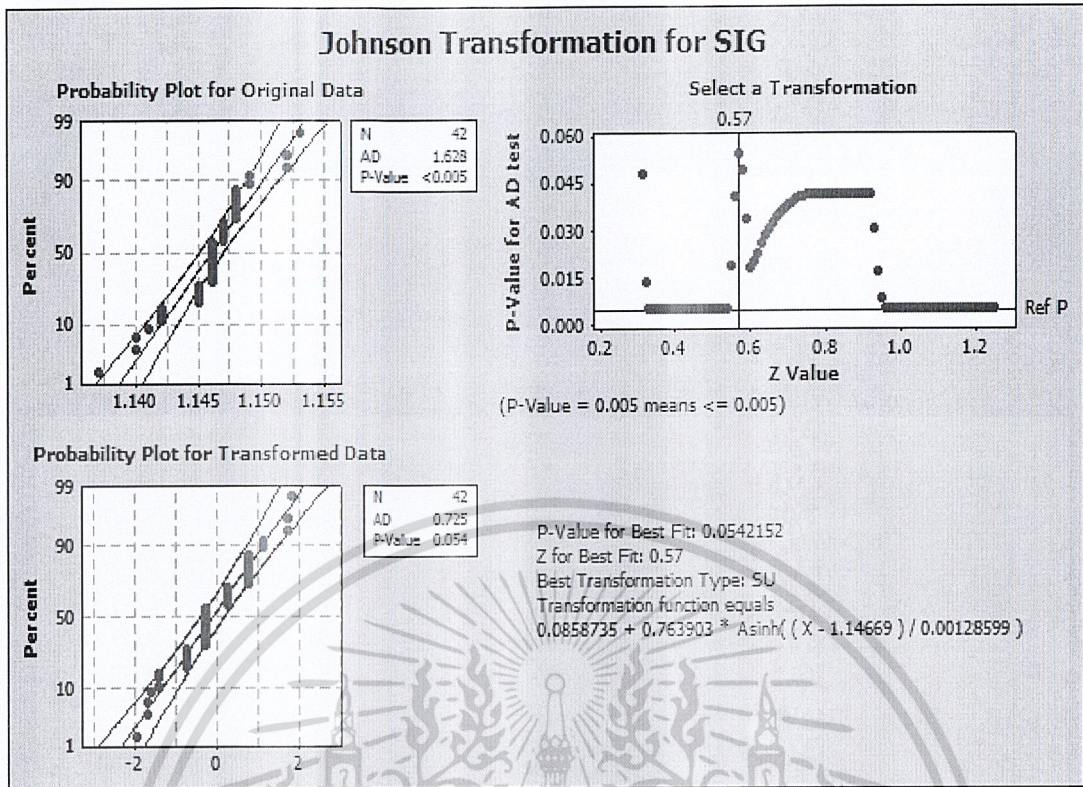 Johnson Transformation for SIG
Probability Plot for Original Data
99
90
50
10
1
Percent
1.140 1.145 1.150 1.155
N 42
AD 1.628
P-Value <0.005
Select a Transformation
0.57
0.060
0.045
0.030
0.015
0.000
P-Value for AD test
Ref P
0.2 0.4 0.6 0.8 1.0 1.2
Z Value
(P-Value = 0.005 means <= 0.005)
Probability Plot for Transformed Data
99
90
50
10
1
Percent
-2 0 2
N 42
AD 0.725
P-Value 0.054
P-Value for Best Fit: 0.0542152
Z for Best Fit: 0.57
Best Transformation Type: SU
Transformation function equals
0.0858735 + 0.763903 * Asinh( ( X - 1.14669 ) / 0.00128599 )